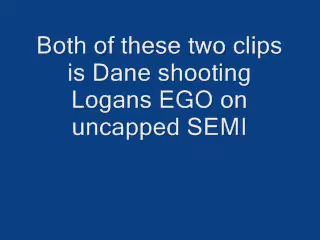 Both of these two clips
is Dane shooting
Logans EGO on
uncapped SEMI